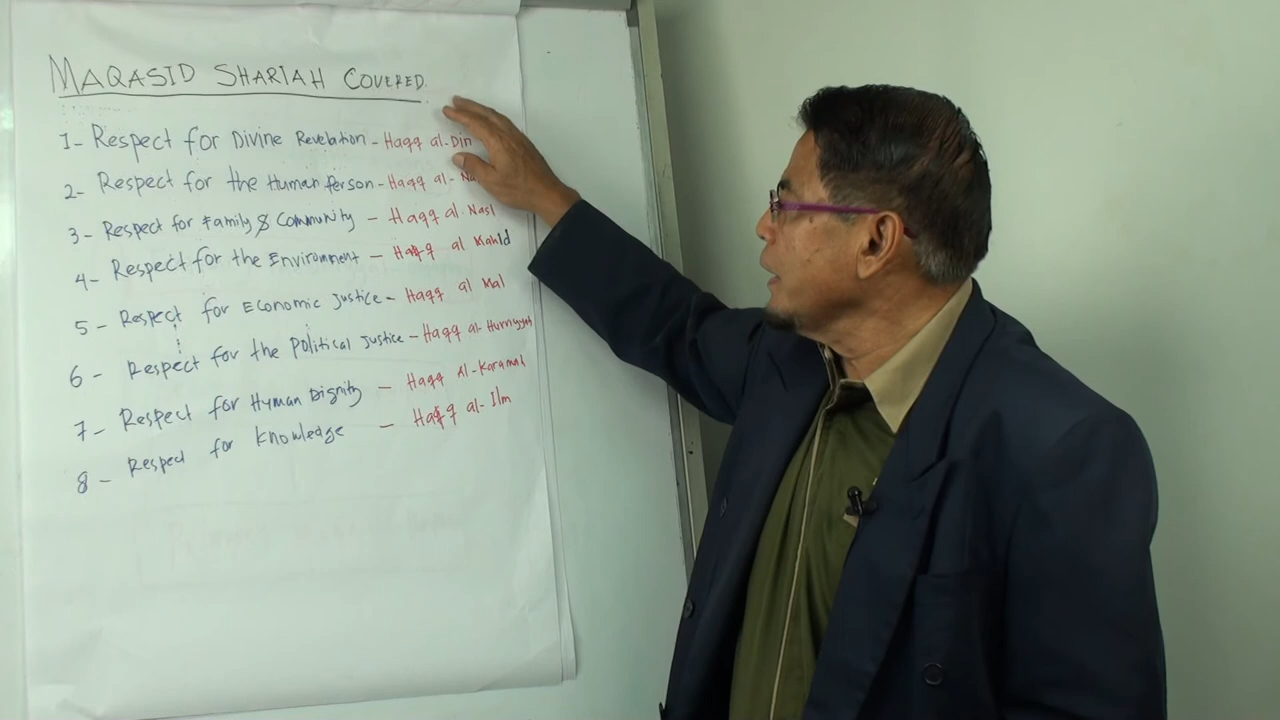 MAQASID SHARIAH COVERED.
1- Respect for Divine Revelation - Haqq al-Din
2- Respect for the Human person - Haqq al-
3- Respect for Family & Community - Haqq al Nasl
4- Respect for the Environment - Haqq al
5- Respect for Economic Justice - Haqq al Mal
6- Respect for the political justice - Haqq al-Hurriyyah
7- Respect for Human Dignity - Haqq al-Karamah
8- Respect for knowledge - Haqq al-Ilm